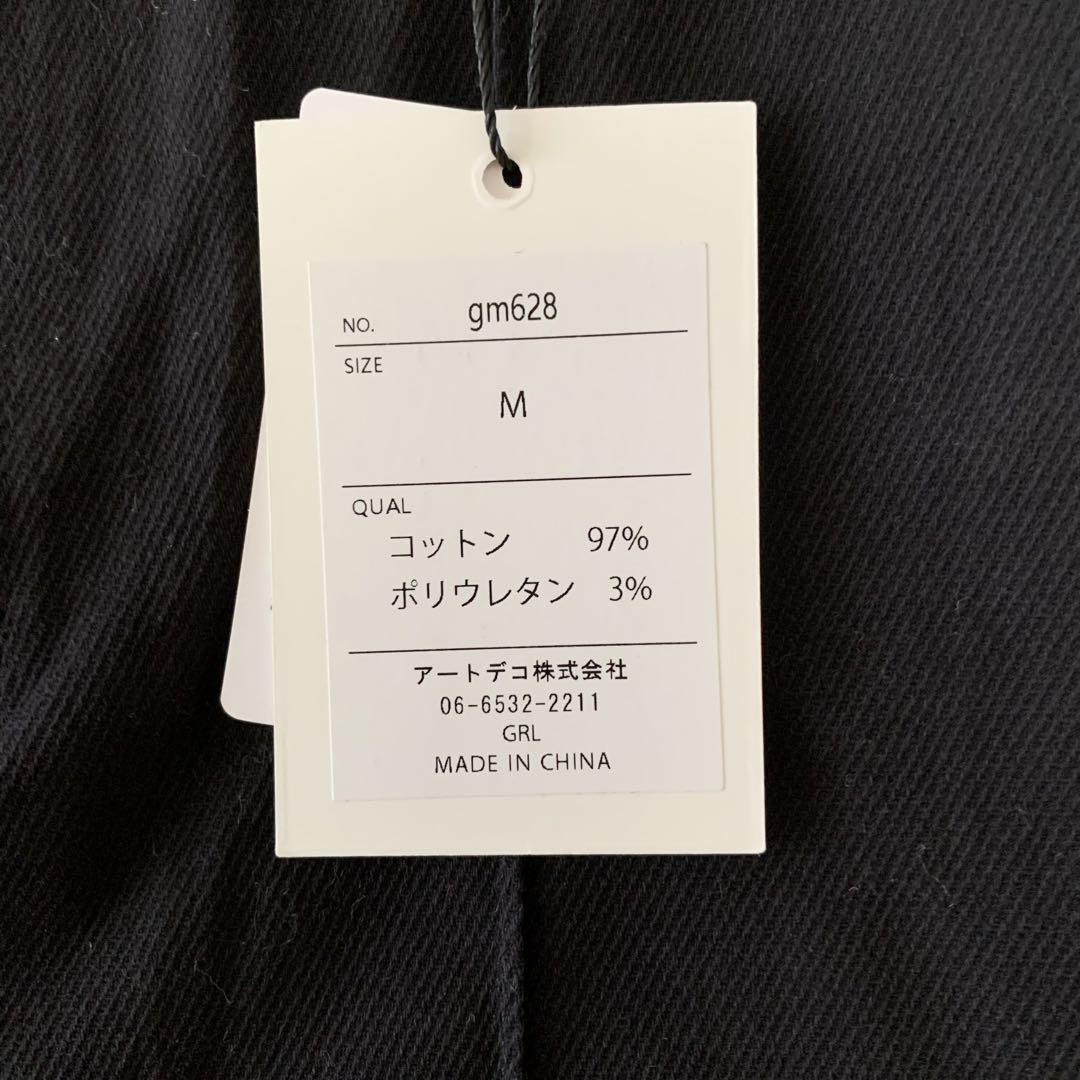 NO. gm628
SIZE
M
QUAL
コットン 97%
ポリウレタン 3%
アートデコ株式会社
06-6532-2211
GRL
MADE IN CHINA